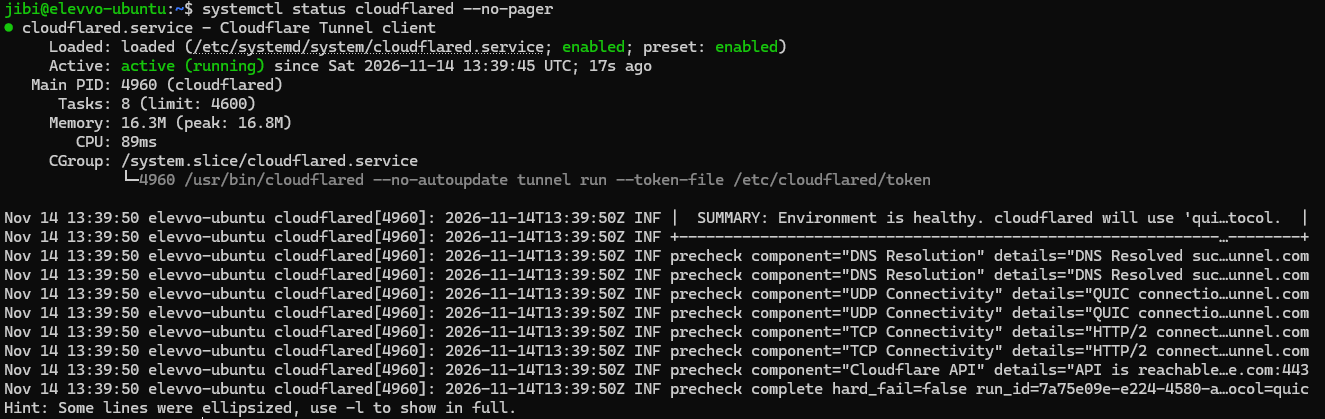 jibi@elevvo-ubuntu:~$ systemctl status cloudflared --no-pager
● cloudflared.service - Cloudflare Tunnel client
     Loaded: loaded (/etc/systemd/system/cloudflared.service; enabled; preset: enabled)
     Active: active (running) since Sat 2026-11-14 13:39:45 UTC; 17s ago
   Main PID: 4960 (cloudflared)
      Tasks: 8 (limit: 4600)
     Memory: 16.3M (peak: 16.8M)
        CPU: 89ms
     CGroup: /system.slice/cloudflared.service
             └─4960 /usr/bin/cloudflared --no-autoupdate tunnel run --token-file /etc/cloudflared/token

Nov 14 13:39:50 elevvo-ubuntu cloudflared[4960]: 2026-11-14T13:39:50Z INF |  SUMMARY: Environment is healthy. cloudflared will use 'qui…tocol.  |
Nov 14 13:39:50 elevvo-ubuntu cloudflared[4960]: 2026-11-14T13:39:50Z INF +------------------------------------------------------------…--------+
Nov 14 13:39:50 elevvo-ubuntu cloudflared[4960]: 2026-11-14T13:39:50Z INF precheck component="DNS Resolution" details="DNS Resolved suc…unnel.com
Nov 14 13:39:50 elevvo-ubuntu cloudflared[4960]: 2026-11-14T13:39:50Z INF precheck component="DNS Resolution" details="DNS Resolved suc…unnel.com
Nov 14 13:39:50 elevvo-ubuntu cloudflared[4960]: 2026-11-14T13:39:50Z INF precheck component="UDP Connectivity" details="QUIC connectio…unnel.com
Nov 14 13:39:50 elevvo-ubuntu cloudflared[4960]: 2026-11-14T13:39:50Z INF precheck component="UDP Connectivity" details="QUIC connectio…unnel.com
Nov 14 13:39:50 elevvo-ubuntu cloudflared[4960]: 2026-11-14T13:39:50Z INF precheck component="TCP Connectivity" details="HTTP/2 connect…unnel.com
Nov 14 13:39:50 elevvo-ubuntu cloudflared[4960]: 2026-11-14T13:39:50Z INF precheck component="TCP Connectivity" details="HTTP/2 connect…unnel.com
Nov 14 13:39:50 elevvo-ubuntu cloudflared[4960]: 2026-11-14T13:39:50Z INF precheck component="Cloudflare API" details="API is reachable…e.com:443
Nov 14 13:39:50 elevvo-ubuntu cloudflared[4960]: 2026-11-14T13:39:50Z INF precheck complete hard_fail=false run_id=7a75e09e-e224-4580-a…ocol=quic
Hint: Some lines were ellipsized, use -l to show in full.